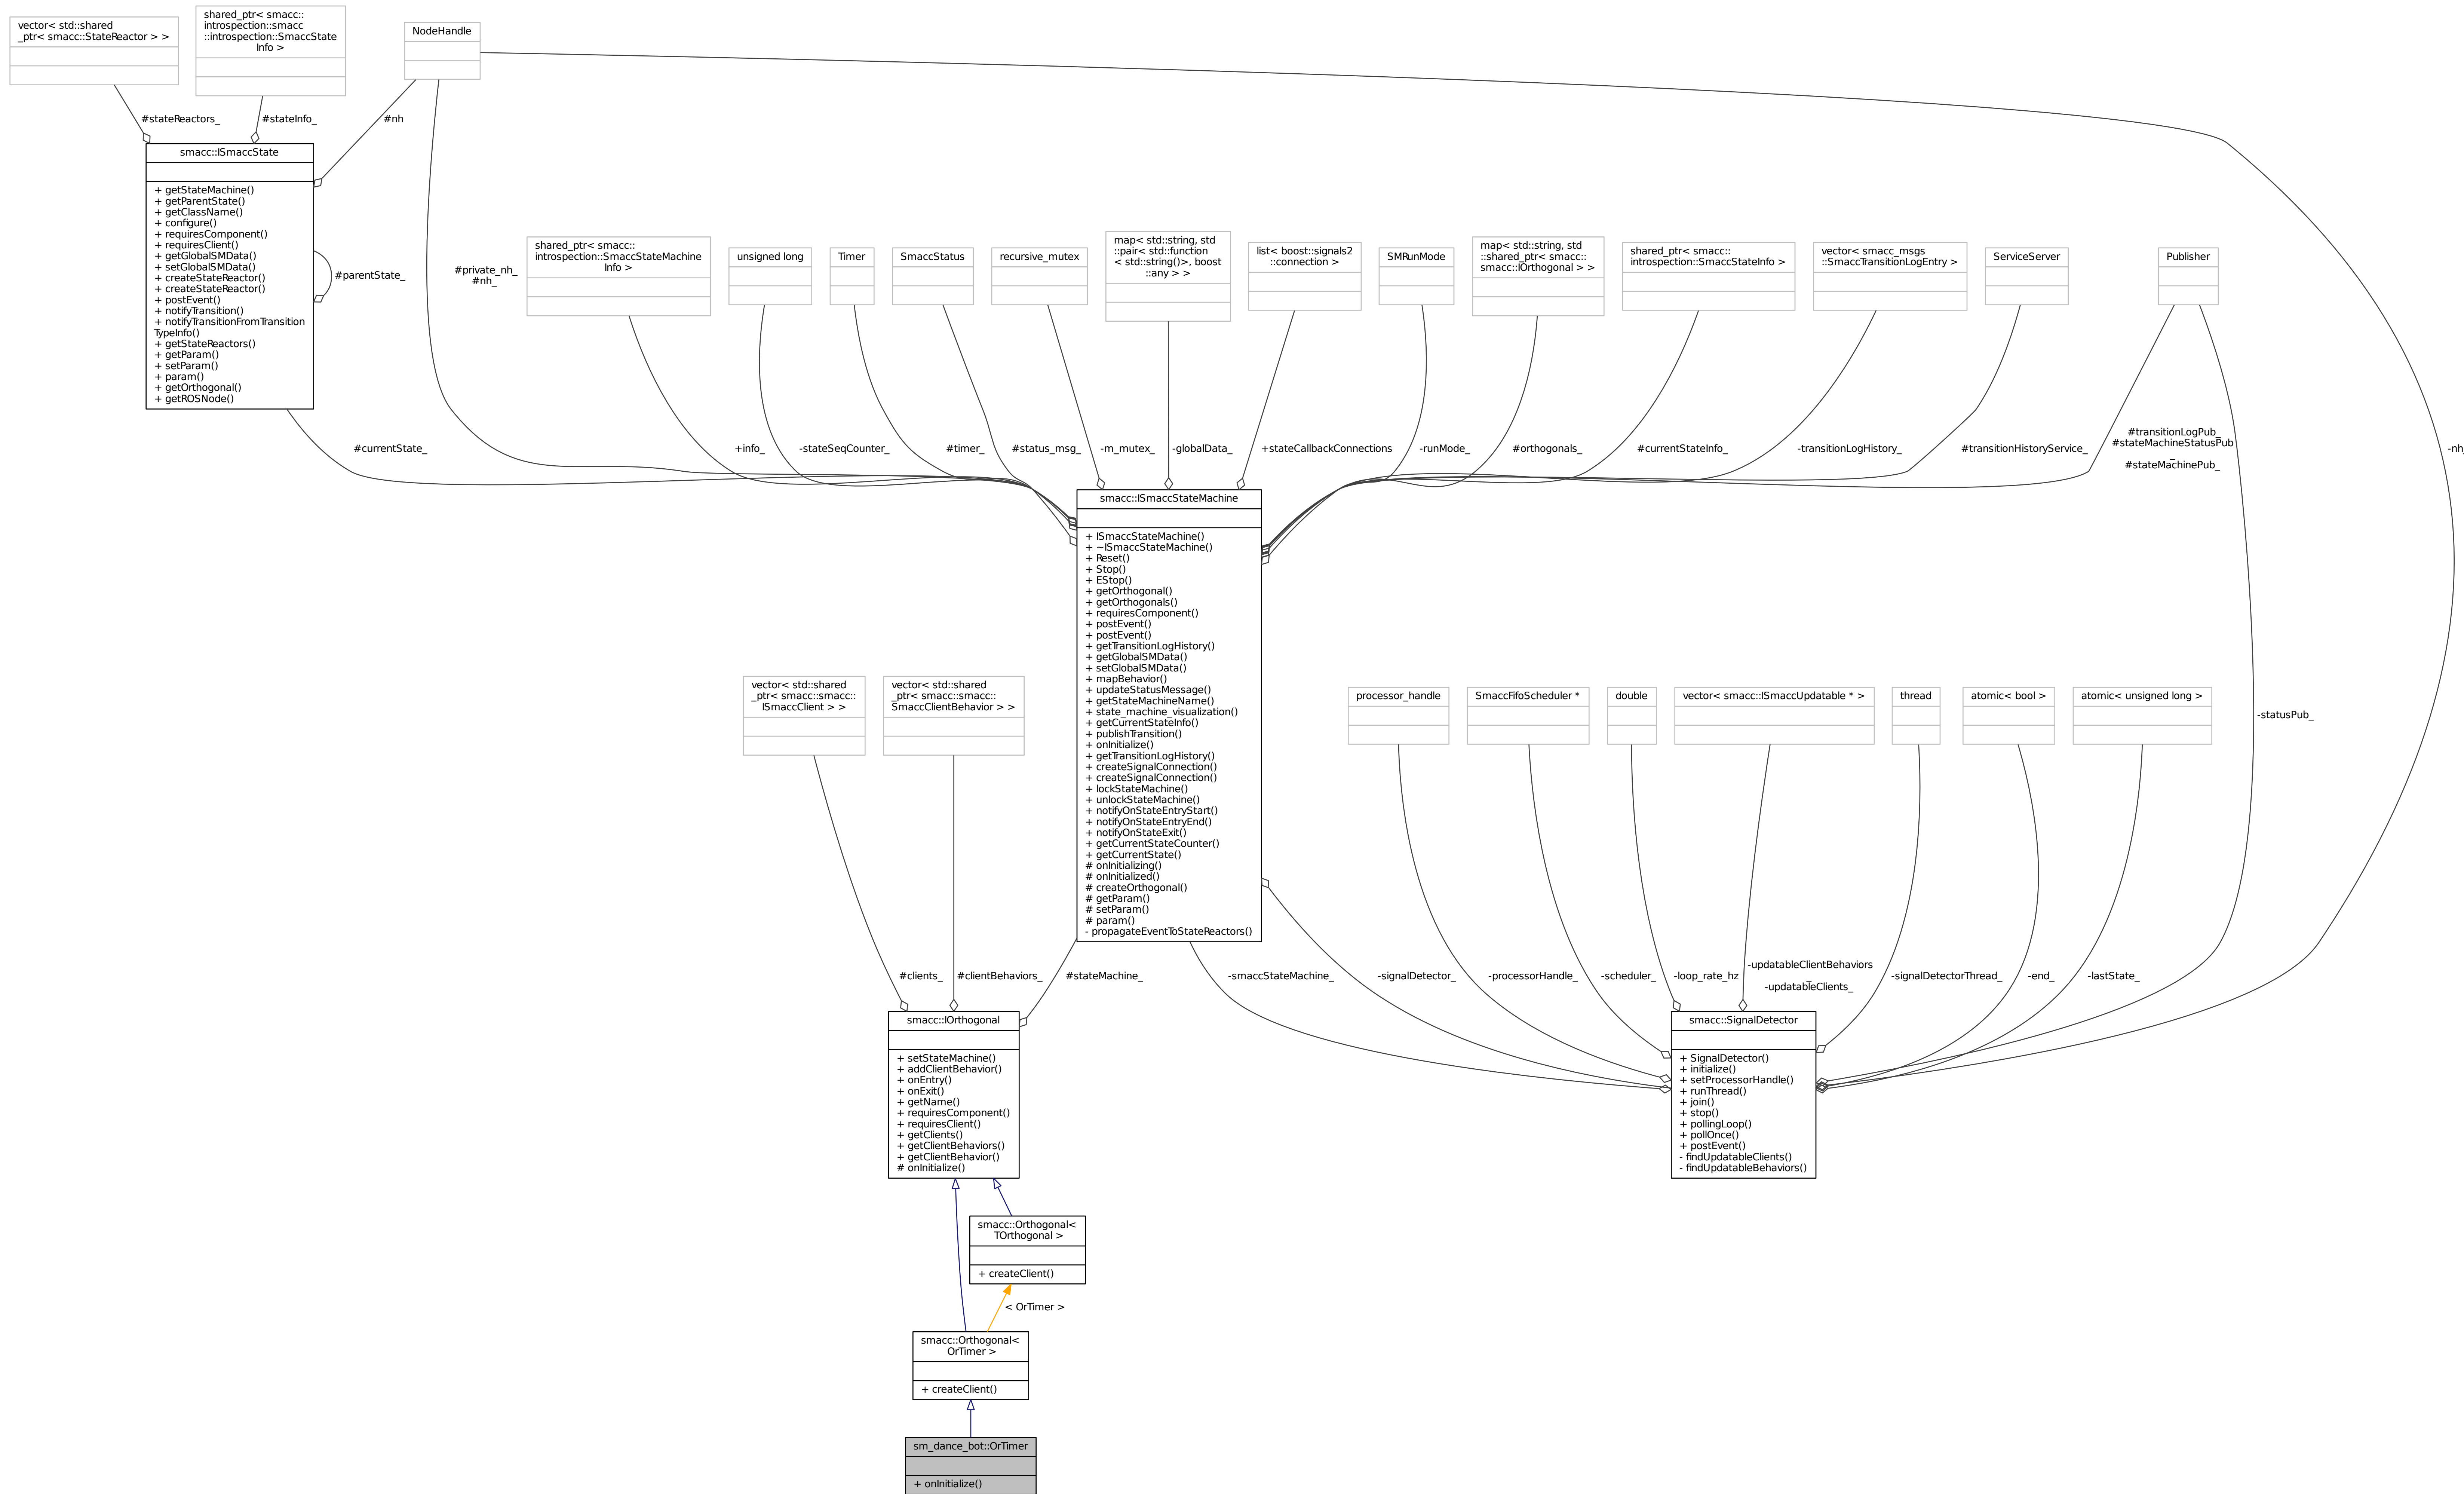 vector< std::shared
_ptr< smacc::StateReactor > >
shared_ptr< smacc::
introspection::smacc
::introspection::SmaccState
Info >
NodeHandle
#stateReactors_
#stateInfo_
#nh
smacc::ISmaccState
+ getStateMachine()
+ getParentState()
+ getClassName()
+ configure()
+ requiresComponent()
+ requiresClient()
+ getGlobalSMData()
+ setGlobalSMData()
+ createStateReactor()
+ createStateReactor()
+ postEvent()
+ notifyTransition()
+ notifyTransitionFromTransition
TypeInfo()
+ getStateReactors()
+ getParam()
+ setParam()
+ param()
+ getOrthogonal()
+ getROSNode()
#parentState_
#private_nh_
#nh_
shared_ptr< smacc::
introspection::SmaccStateMachine
Info >
unsigned long
Timer
SmaccStatus
recursive_mutex
map< std::string, std
::pair< std::function
< std::string()>, boost
::any > >
list< boost::signals2
::connection >
SMRunMode
map< std::string, std
::shared_ptr< smacc::
smacc::IOrthogonal > >
shared_ptr< smacc::
introspection::SmaccStateInfo >
vector< smacc_msgs
::SmaccTransitionLogEntry >
ServiceServer
Publisher
#currentState_
+info_
-stateSeqCounter_
#timer_
#status_msg_
-m_mutex_
-globalData_
+stateCallbackConnections
-runMode_
#orthogonals_
#currentStateInfo_
-transitionLogHistory_
#transitionHistoryService_
#transitionLogPub_
#stateMachineStatusPub
_
#stateMachinePub_
-nh_
smacc::ISmaccStateMachine
+ ISmaccStateMachine()
+ ~ISmaccStateMachine()
+ Reset()
+ Stop()
+ EStop()
+ getOrthogonal()
+ getOrthogonals()
+ requiresComponent()
+ postEvent()
+ postEvent()
+ getTransitionLogHistory()
+ getGlobalSMData()
+ setGlobalSMData()
+ mapBehavior()
+ updateStatusMessage()
+ getStateMachineName()
+ state_machine_visualization()
+ getCurrentStateInfo()
+ publishTransition()
+ onInitialize()
+ getTransitionLogHistory()
+ createSignalConnection()
+ createSignalConnection()
+ lockStateMachine()
+ unlockStateMachine()
+ notifyOnStateEntryStart()
+ notifyOnStateEntryEnd()
+ notifyOnStateExit()
+ getCurrentStateCounter()
+ getCurrentState()
# onInitializing()
# onInitialized()
# createOrthogonal()
# getParam()
# setParam()
# param()
- propagateEventToStateReactors()
vector< std::shared
_ptr< smacc::smacc::
ISmaccClient > >
vector< std::shared
_ptr< smacc::smacc::
SmaccClientBehavior > >
processor_handle
SmaccFifoScheduler *
double
vector< smacc::ISmaccUpdatable * >
thread
atomic< bool >
atomic< unsigned long >
-statusPub_
#clients_
#clientBehaviors_
#stateMachine_
-smaccStateMachine_
-signalDetector_
-processorHandle_
-scheduler_
-loop_rate_hz
-updatableClientBehaviors
_
-updatableClients_
-signalDetectorThread_
-end_
-lastState_
smacc::IOrthogonal
+ setStateMachine()
+ addClientBehavior()
+ onEntry()
+ onExit()
+ getName()
+ requiresComponent()
+ requiresClient()
+ getClients()
+ getClientBehaviors()
+ getClientBehavior()
# onInitialize()
smacc::SignalDetector
+ SignalDetector()
+ initialize()
+ setProcessorHandle()
+ runThread()
+ join()
+ stop()
+ pollingLoop()
+ pollOnce()
+ postEvent()
- findUpdatableClients()
- findUpdatableBehaviors()
smacc::Orthogonal<
TOrthogonal >
+ createClient()
< OrTimer >
smacc::Orthogonal<
OrTimer >
+ createClient()
sm_dance_bot::OrTimer
+ onInitialize()